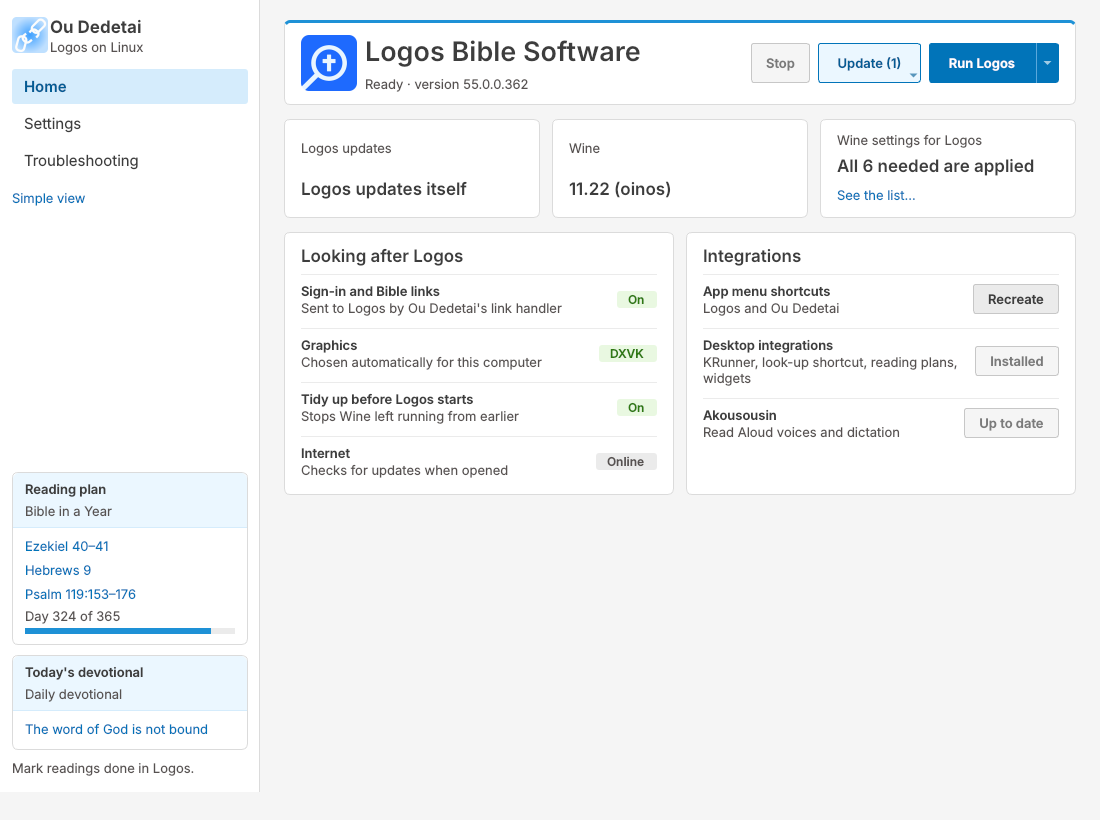 Ou Dedetai
Logos on Linux
Home
Settings
Troubleshooting
Simple view
Reading plan
Bible in a Year
Ezekiel 40–41
Hebrews 9
Psalm 119:153–176
Day 324 of 365
Today's devotional
Daily devotional
The word of God is not bound
Mark readings done in Logos.
Logos Bible Software
Ready · version 55.0.0.362
Stop
Update (1)
Run Logos
Logos updates
Logos updates itself
Wine
11.22 (oinos)
Wine settings for Logos
All 6 needed are applied
See the list...
Looking after Logos
Sign-in and Bible links
Sent to Logos by Ou Dedetai's link handler
On
Graphics
Chosen automatically for this computer
DXVK
Tidy up before Logos starts
Stops Wine left running from earlier
On
Internet
Checks for updates when opened
Online
Integrations
App menu shortcuts
Logos and Ou Dedetai
Recreate
Desktop integrations
KRunner, look-up shortcut, reading plans,
widgets
Installed
Akousousin
Read Aloud voices and dictation
Up to date